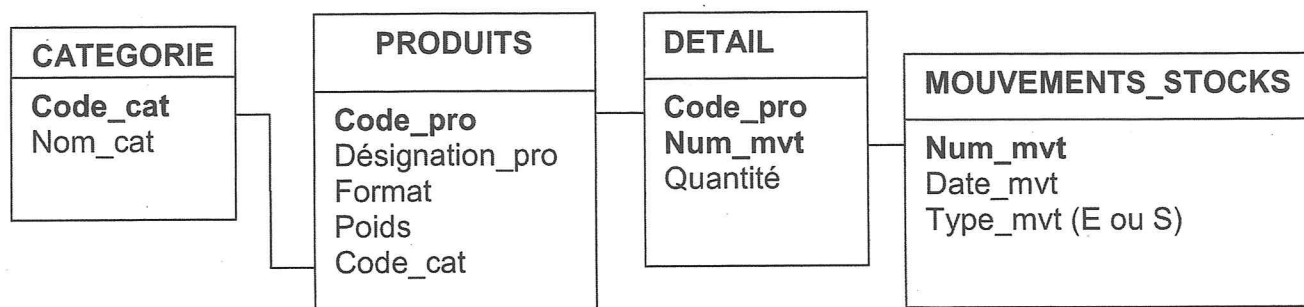 CATEGORIE
Code_cat
Nom_cat
PRODUITS
Code_pro
Désignation_pro
Format
Poids
Code_cat
DETAIL
Code_pro
Num_mvt
Quantité
MOUVEMENTS_STOCKS
Num_mvt
Date_mvt
Type_mvt (E ou S)